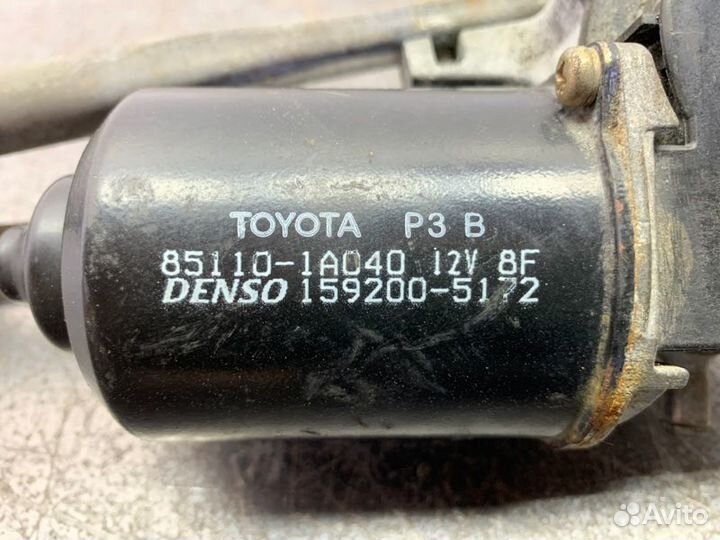 TOYOTA P3 B
85110-1A040 12V 8F
DENSO 159200-5172
Avito